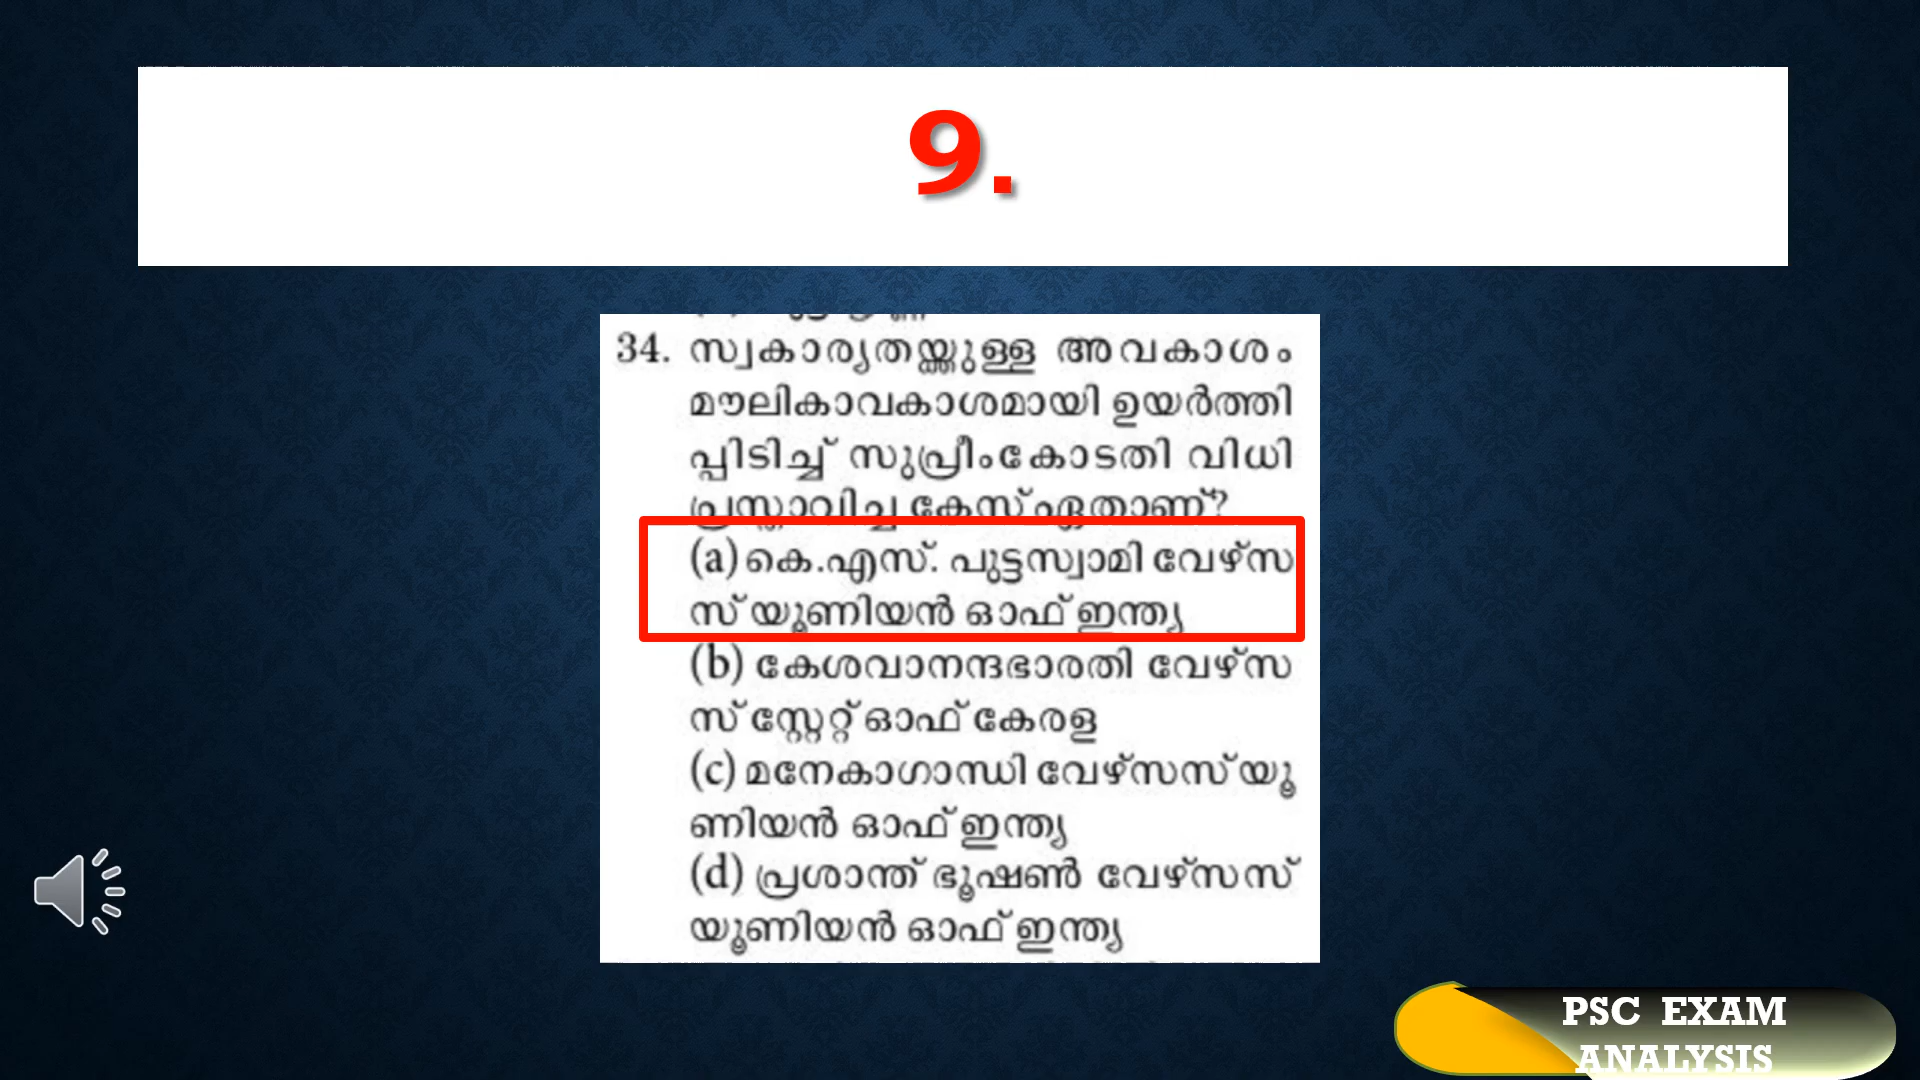 9.
34. സ്വകാര്യതയ്ക്കുള്ള അവകാശം
മൗലികാവകാശമായി ഉയർത്തി
പ്പിടിച്ച് സുപ്രീംകോടതി വിധി
പ്രസ്താവിച്ച കേസ് ഏതാണ്?
(a) കെ.എസ്. പുട്ടസ്വാമി വേഴ്സ
സ് യൂണിയൻ ഓഫ് ഇന്ത്യ
(b) കേശവാനന്ദഭാരതി വേഴ്സ
സ് സ്റ്റേറ്റ് ഓഫ് കേരള
(c) മനേകാഗാന്ധി വേഴ്സസ് യൂ
ണിയൻ ഓഫ് ഇന്ത്യ
(d) പ്രശാന്ത് ഭൂഷൺ വേഴ്സസ്
യൂണിയൻ ഓഫ് ഇന്ത്യ
PSC EXAM
ANALYSIS